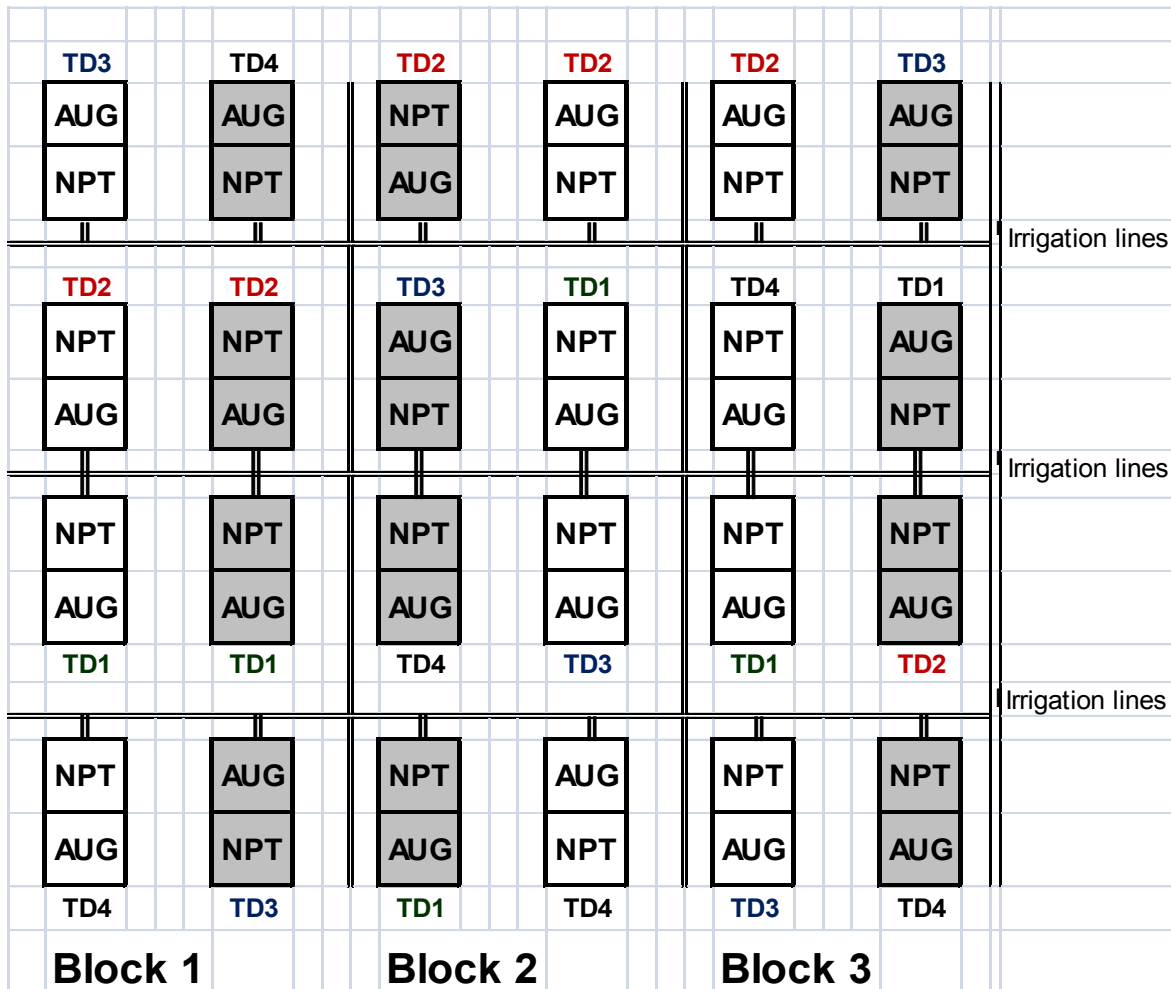 TD3 TD4 TD2 TD2 TD2 TD3
AUG AUG NPT AUG AUG AUG
NPT NPT AUG NPT NPT NPT
Irrigation lines
TD2 TD2 TD3 TD1 TD4 TD1
NPT NPT AUG NPT NPT AUG
AUG AUG NPT AUG AUG NPT
Irrigation lines
NPT NPT NPT NPT NPT NPT
AUG AUG AUG AUG AUG AUG
TD1 TD1 TD4 TD3 TD1 TD2
Irrigation lines
NPT AUG NPT AUG NPT NPT
AUG NPT AUG NPT AUG AUG
TD4 TD3 TD1 TD4 TD3 TD4
Block 1 Block 2 Block 3